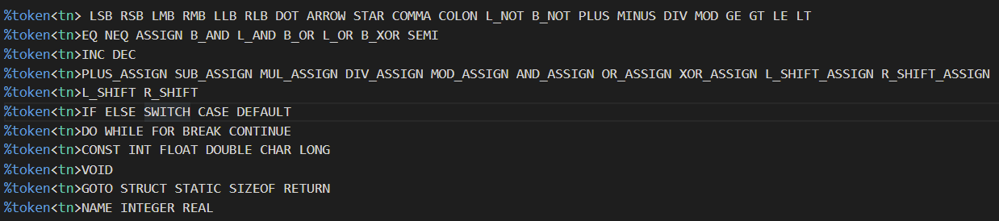 %token<tn> LSB RSB LMB RMB LLB RLB DOT ARROW STAR COMMA COLON L_NOT B_NOT PLUS MINUS DIV MOD GE GT LE LT
%token<tn>EQ NEQ ASSIGN B_AND L_AND B_OR L_OR B_XOR SEMI
%token<tn>INC DEC
%token<tn>PLUS_ASSIGN SUB_ASSIGN MUL_ASSIGN DIV_ASSIGN MOD_ASSIGN AND_ASSIGN OR_ASSIGN XOR_ASSIGN L_SHIFT_ASSIGN R_SHIFT_ASSIGN
%token<tn>L_SHIFT R_SHIFT
%token<tn>IF ELSE SWITCH CASE DEFAULT
%token<tn>DO WHILE FOR BREAK CONTINUE
%token<tn>CONST INT FLOAT DOUBLE CHAR LONG
%token<tn>VOID
%token<tn>GOTO STRUCT STATIC SIZEOF RETURN
%token<tn>NAME INTEGER REAL